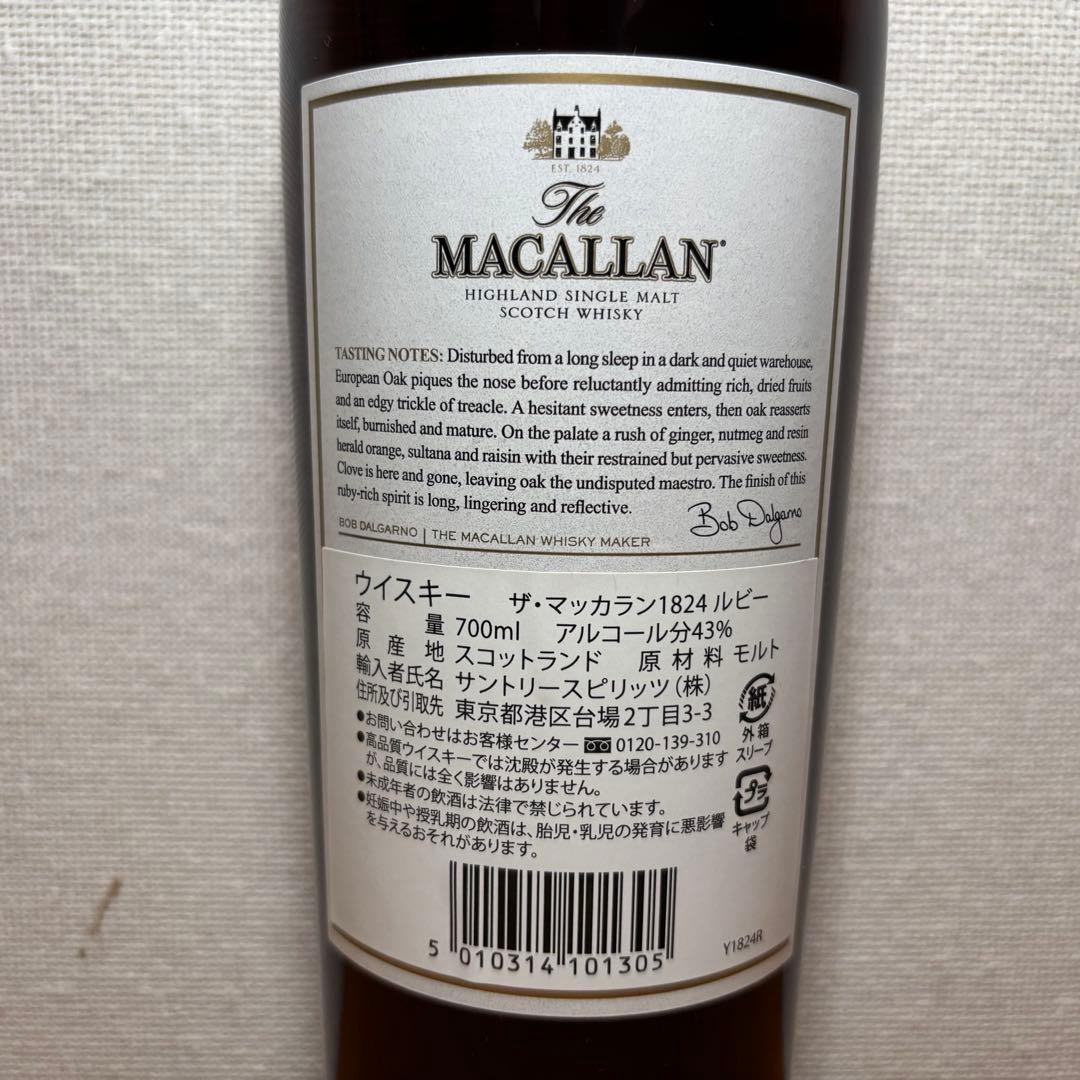 EST. 1824
The
MACALLAN®
HIGHLAND SINGLE MALT
SCOTCH WHISKY
TASTING NOTES: Disturbed from a long sleep in a dark and quiet warehouse,
European Oak piques the nose before reluctantly admitting rich, dried fruits
and an edgy trickle of treacle. A hesitant sweetness enters, then oak reasserts
itself, burnished and mature. On the palate a rush of ginger, nutmeg and resin
herald orange, sultana and raisin with their restrained but pervasive sweetness.
Clove is here and gone, leaving oak the undisputed maestro. The finish of this
ruby-rich spirit is long, lingering and reflective.
Bob Dalgarno
BOB DALGARNO | THE MACALLAN WHISKY MAKER
ウイスキー ザ・マッカラン1824 ルビー
容量 700ml アルコール分43%
原産地 スコットランド 原材料 モルト
輸入者氏名 サントリースピリッツ(株)
住所及び引取先 東京都港区台場2丁目3-3
●お問い合わせはお客様センター 0120-139-310
●高品質ウイスキーでは沈殿が発生する場合があります
が、品質には全く影響はありません。
●未成年者の飲酒は法律で禁じられています。
●妊娠中や授乳期の飲酒は、胎児・乳児の発育に悪影響
を与えるおそれがあります。
紙
外箱
スリーブ
プラ
キャップ
袋
5 010314 101305
Y1824R